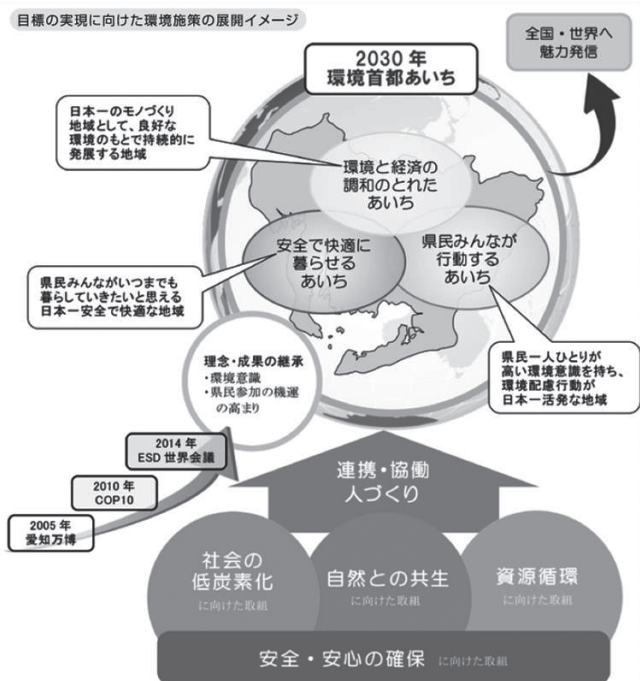 目標の実現に向けた環境施策の展開イメージ
全国・世界へ
魅力発信
2030年
環境首都あいち
日本一のモノづくり
地域として、良好な
環境のもとで持続的に
発展する地域
環境と経済の
調和のとれた
あいち
安全で快適に
暮らせる
あいち
県民みんなが
行動する
あいち
県民みんながいつまでも
暮らしていきたいと思える
日本一安全で快適な地域
県民一人ひとりが
高い環境意識を持ち、
環境配慮行動が
日本一活発な地域
理念・成果の継承
・環境意識
・県民参加の機運
の高まり
2014年
ESD世界会議
2010年
COP10
2005年
愛知万博
連携・協働
人づくり
社会の
低炭素化
に向けた取組
自然との共生
に向けた取組
資源循環
に向けた取組
安全・安心の確保 に向けた取組